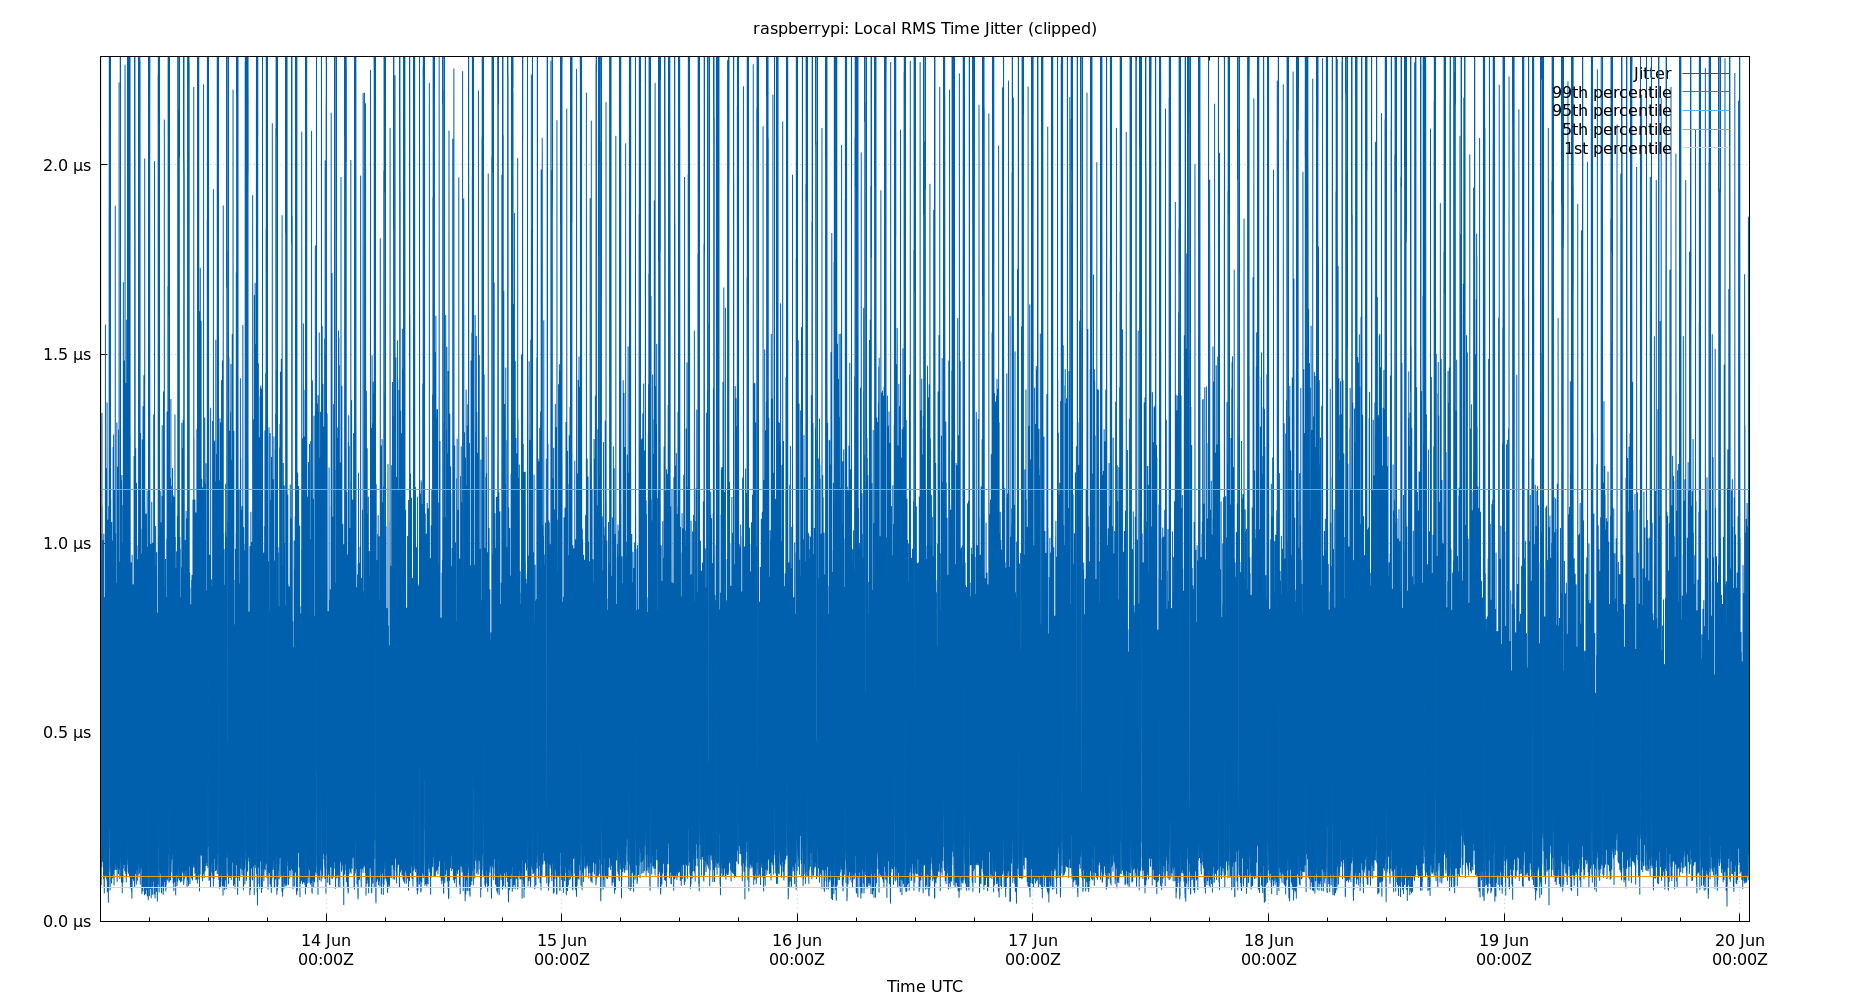 raspberrypi: Local RMS Time Jitter (clipped)
Jitter
99th percentile
95th percentile
5th percentile
1st percentile
2.0 µs
1.5 µs
1.0 µs
0.5 µs
0.0 µs
14 Jun 15 Jun 16 Jun 17 Jun 18 Jun 19 Jun 20 Jun
00:00Z 00:00Z 00:00Z 00:00Z 00:00Z 00:00Z 00:00Z
Time UTC